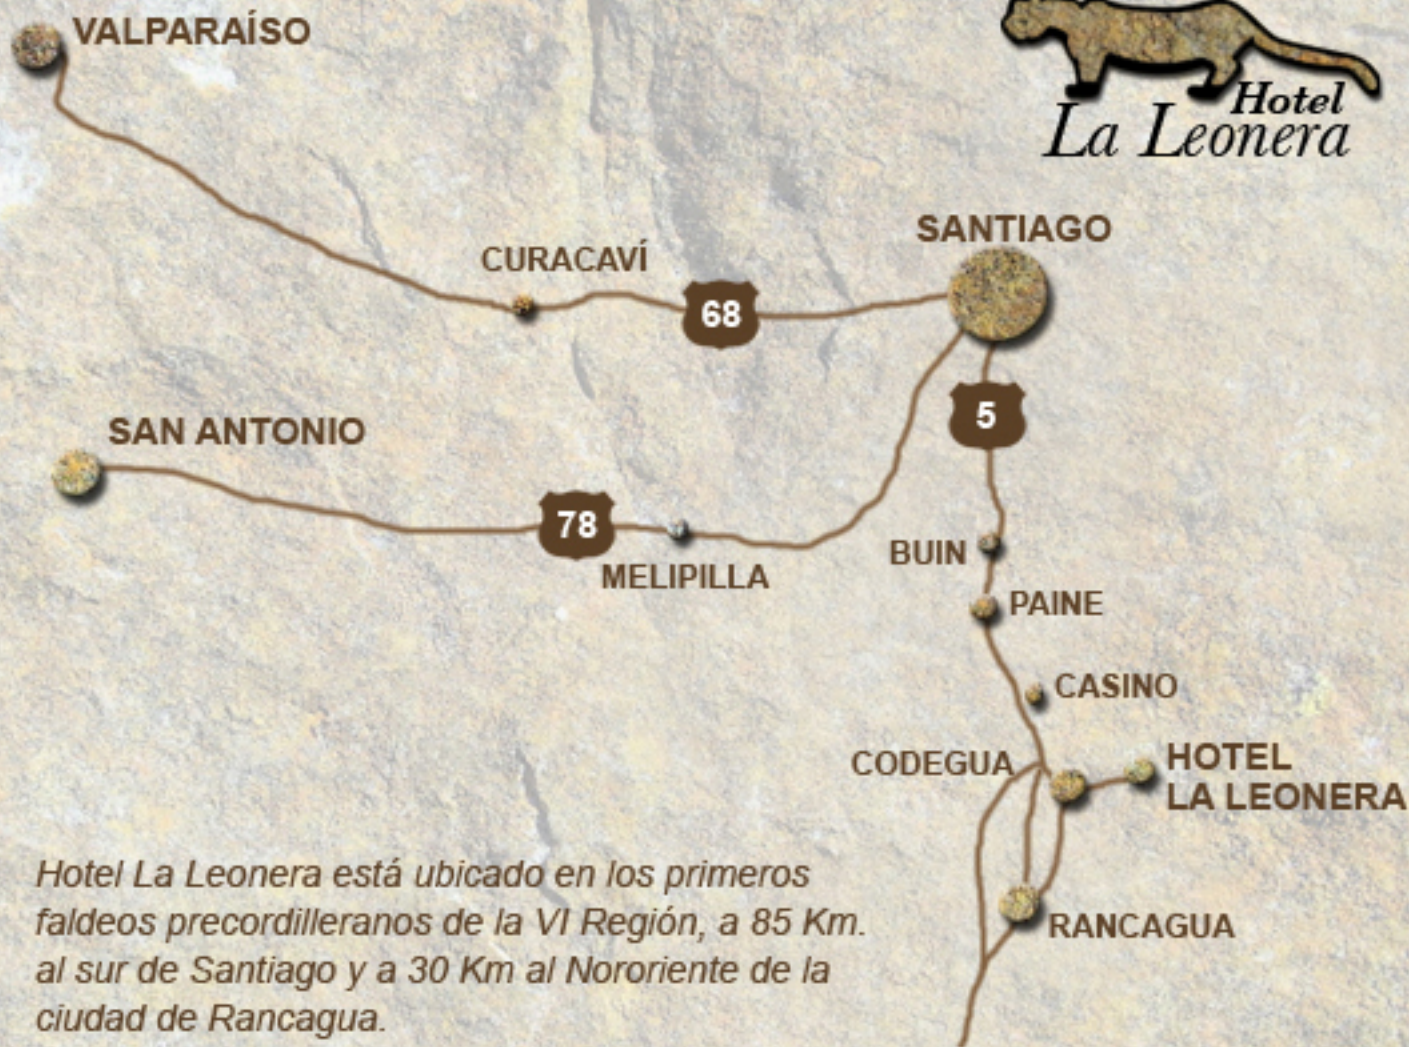 VALPARAÍSO
Hotel
La Leonera
SANTIAGO
CURACAVÍ
68
5
SAN ANTONIO
78
MELIPILLA
BUIN
PAINE
CASINO
CODEGUA
HOTEL
LA LEONERA
RANCAGUA
Hotel La Leonera está ubicado en los primeros
faldeos precordilleranos de la VI Región, a 85 Km.
al sur de Santiago y a 30 Km al Nororiente de la
ciudad de Rancagua.